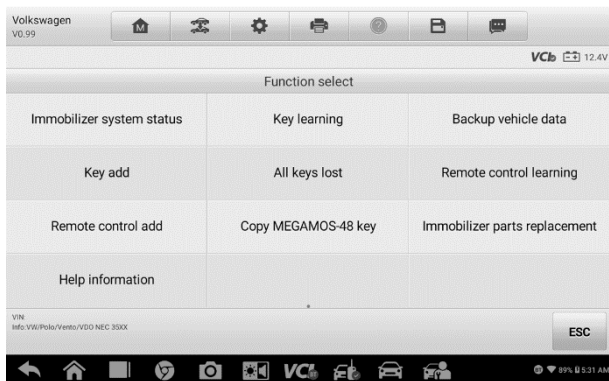 Volkswagen
V0.99
M
VCI 12.4V
Function select
Immobilizer system status
Key learning
Backup vehicle data
Key add
All keys lost
Remote control learning
Remote control add
Copy MEGAMOS-48 key
Immobilizer parts replacement
Help information
VIN:
Info:VW/Polo/Vento/VDO NEC 35XX
ESC
VCI 89% 5:31 AM